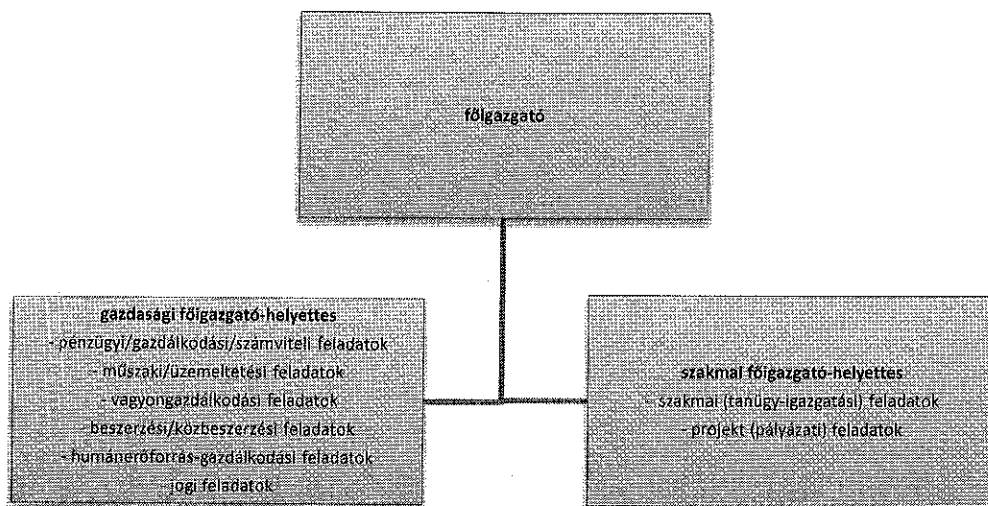 főigazgató
gazdasági főigazgató-helyettes
- pénzügyi/gazdálkodási/számviteli feladatok
- műszaki/üzemeltetési feladatok
- vagyongazdálkodási feladatok
- beszerzési/közbeszerzési feladatok
- humánerőforrás-gazdálkodási feladatok
- jogi feladatok
szakmai főigazgató-helyettes
- szakmai (tanügy-igazgatási) feladatok
- projekt (pályázati) feladatok